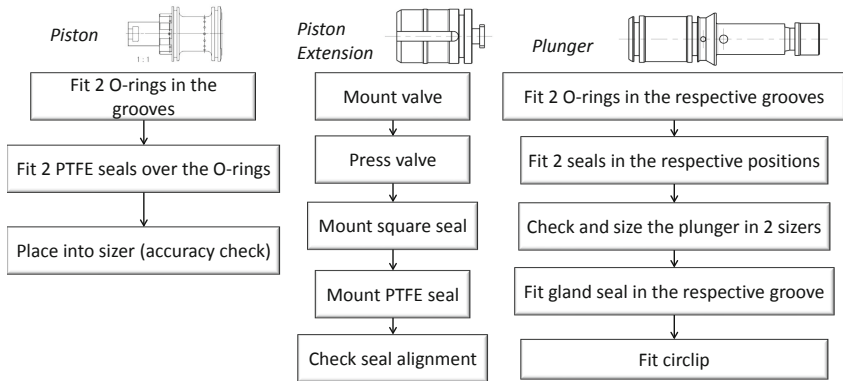 Piston
1:1
Fit 2 O-rings in the
grooves
Fit 2 PTFE seals over the O-rings
Place into sizer (accuracy check)
Piston
Extension
Mount valve
Press valve
Mount square seal
Mount PTFE seal
Check seal alignment
Plunger
Fit 2 O-rings in the respective grooves
Fit 2 seals in the respective positions
Check and size the plunger in 2 sizers
Fit gland seal in the respective groove
Fit circlip